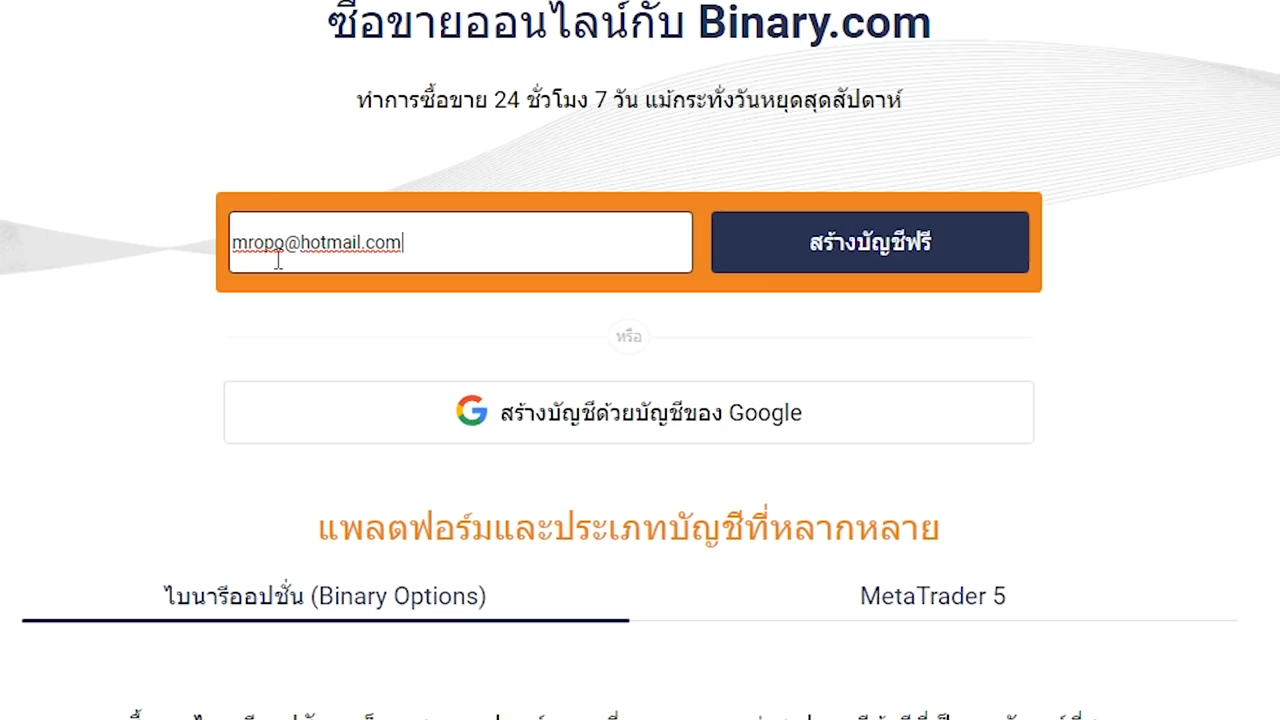 ซื้อขายออนไลน์กับ Binary.com
ทำการซื้อขาย 24 ชั่วโมง 7 วัน แม้กระทั่งวันหยุดสุดสัปดาห์
mropo@hotmail.com
สร้างบัญชีฟรี
หรือ
สร้างบัญชีด้วยบัญชีของ Google
แพลตฟอร์มและประเภทบัญชีที่หลากหลาย
ไบนารีออปชั่น (Binary Options)
MetaTrader 5